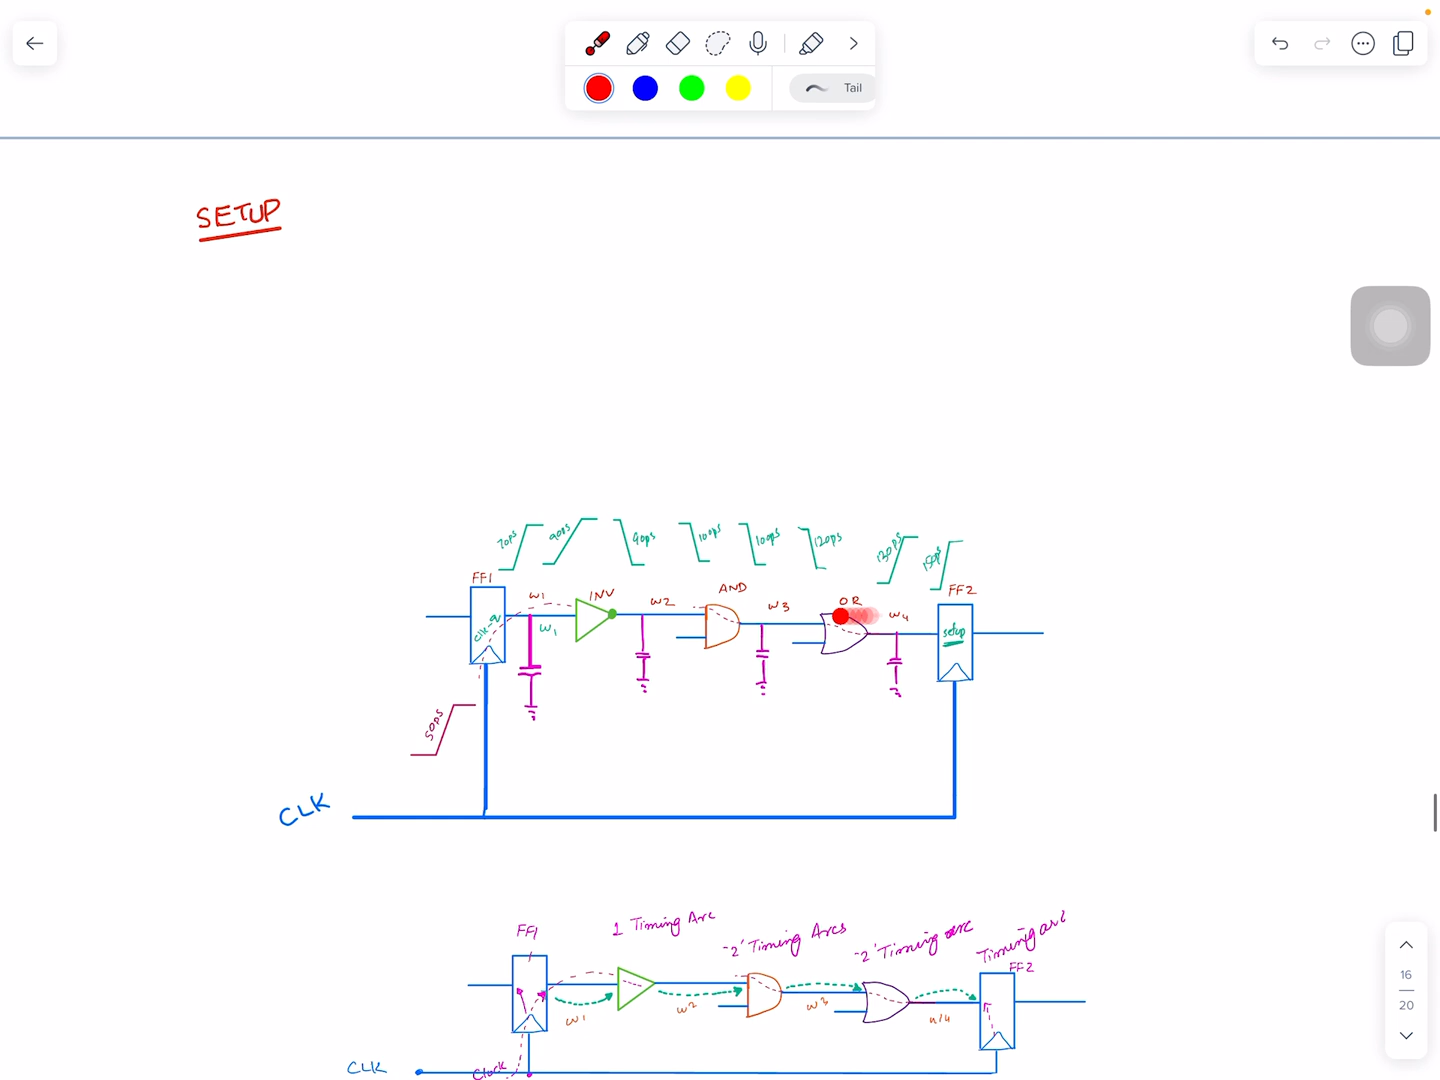 Tail
SETUP
70ps 90ps 90ps 100ps 100ps 120ps 130ps 150ps
FF1 w1 INV w2 AND w3 OR w4 FF2
clk-q w1 setup
50ps
CLK
1 Timing Arc '2' Timing Arcs '2' Timing arc Timing arc
FF1 FF2
w1 w2 w3
CLK Clock
16
20